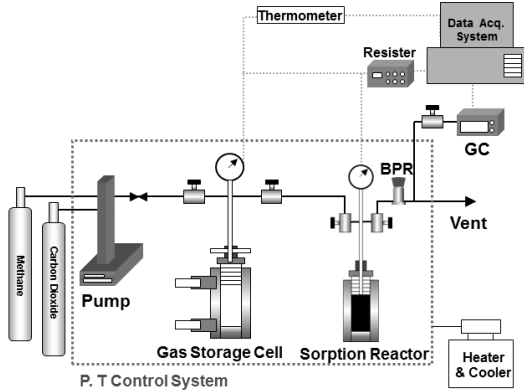 Thermometer
Data Acq.
System
Resister
GC
BPR
Vent
Methane
Carbon Dioxide
Pump
Gas Storage Cell
Sorption Reactor
Heater
& Cooler
P. T Control System